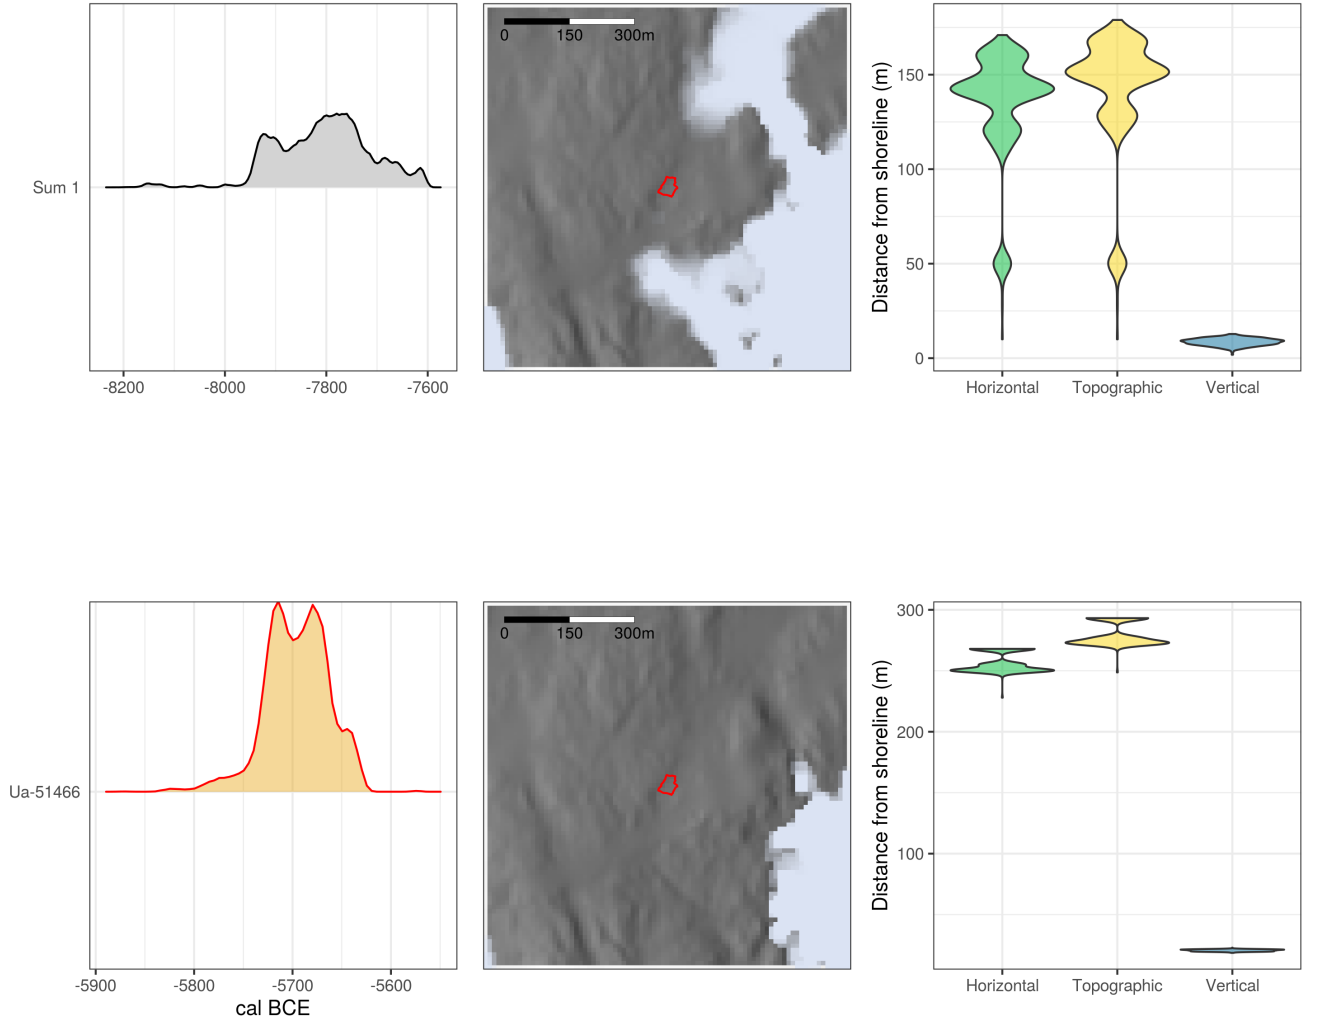 Sum 1
-8200 -8000 -7800 -7600
0 150 300m
Distance from shoreline (m)
150
100
50
0
Horizontal Topographic Vertical
Ua-51466
-5900 -5800 -5700 -5600
cal BCE
0 150 300m
Distance from shoreline (m)
300
200
100
Horizontal Topographic Vertical